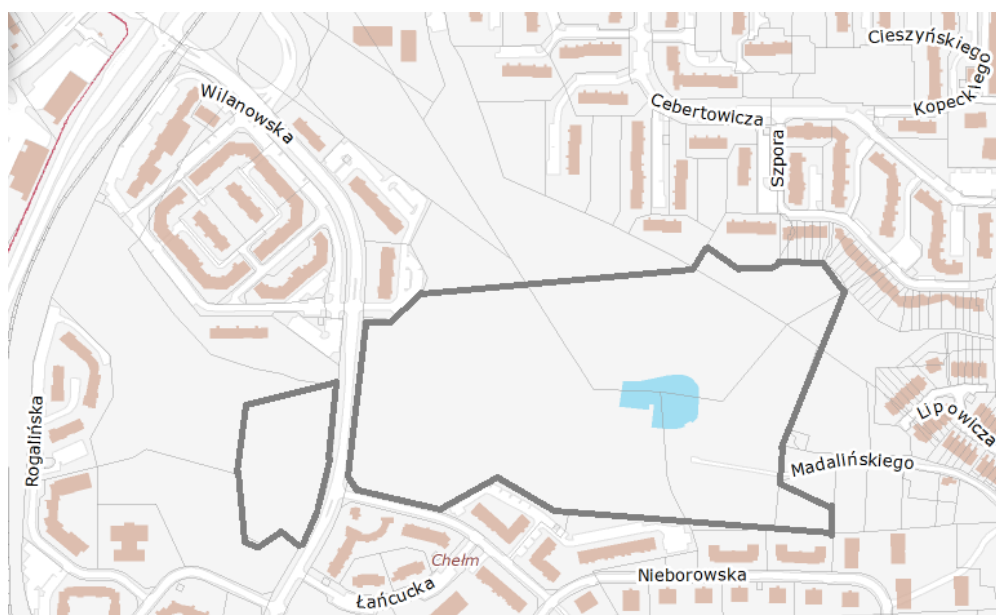 Cieszyńskiego
Kopeckiego
Wilanowska
Cebertowicza
Szpora
Lipowicza
Rogalińska
Madalińskiego
Chełm
Nieborowska
Łańcucka